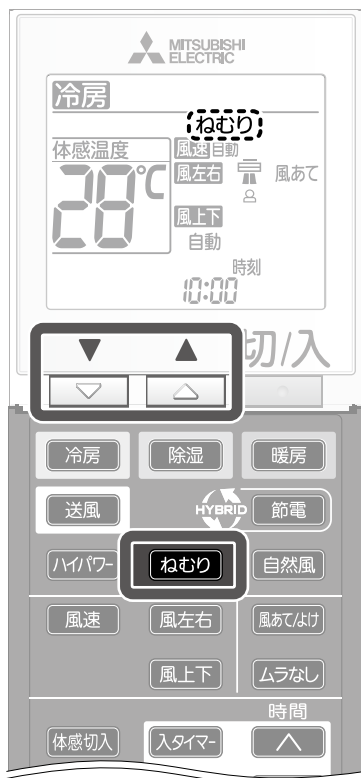 MITSUBISHI
ELECTRIC
冷房
ねむり
体感温度 風速 自動
28℃ 風左右 風あて
風上下
自動
時刻
10:00
▼ ▲ 切/入
▽ △
冷房 除湿 暖房
送風 HYBRID 節電
ハイパワー ねむり 自然風
風速 風左右 風あて/よけ
風上下 ムラなし
時間
体感切入 入タイマー ヘ